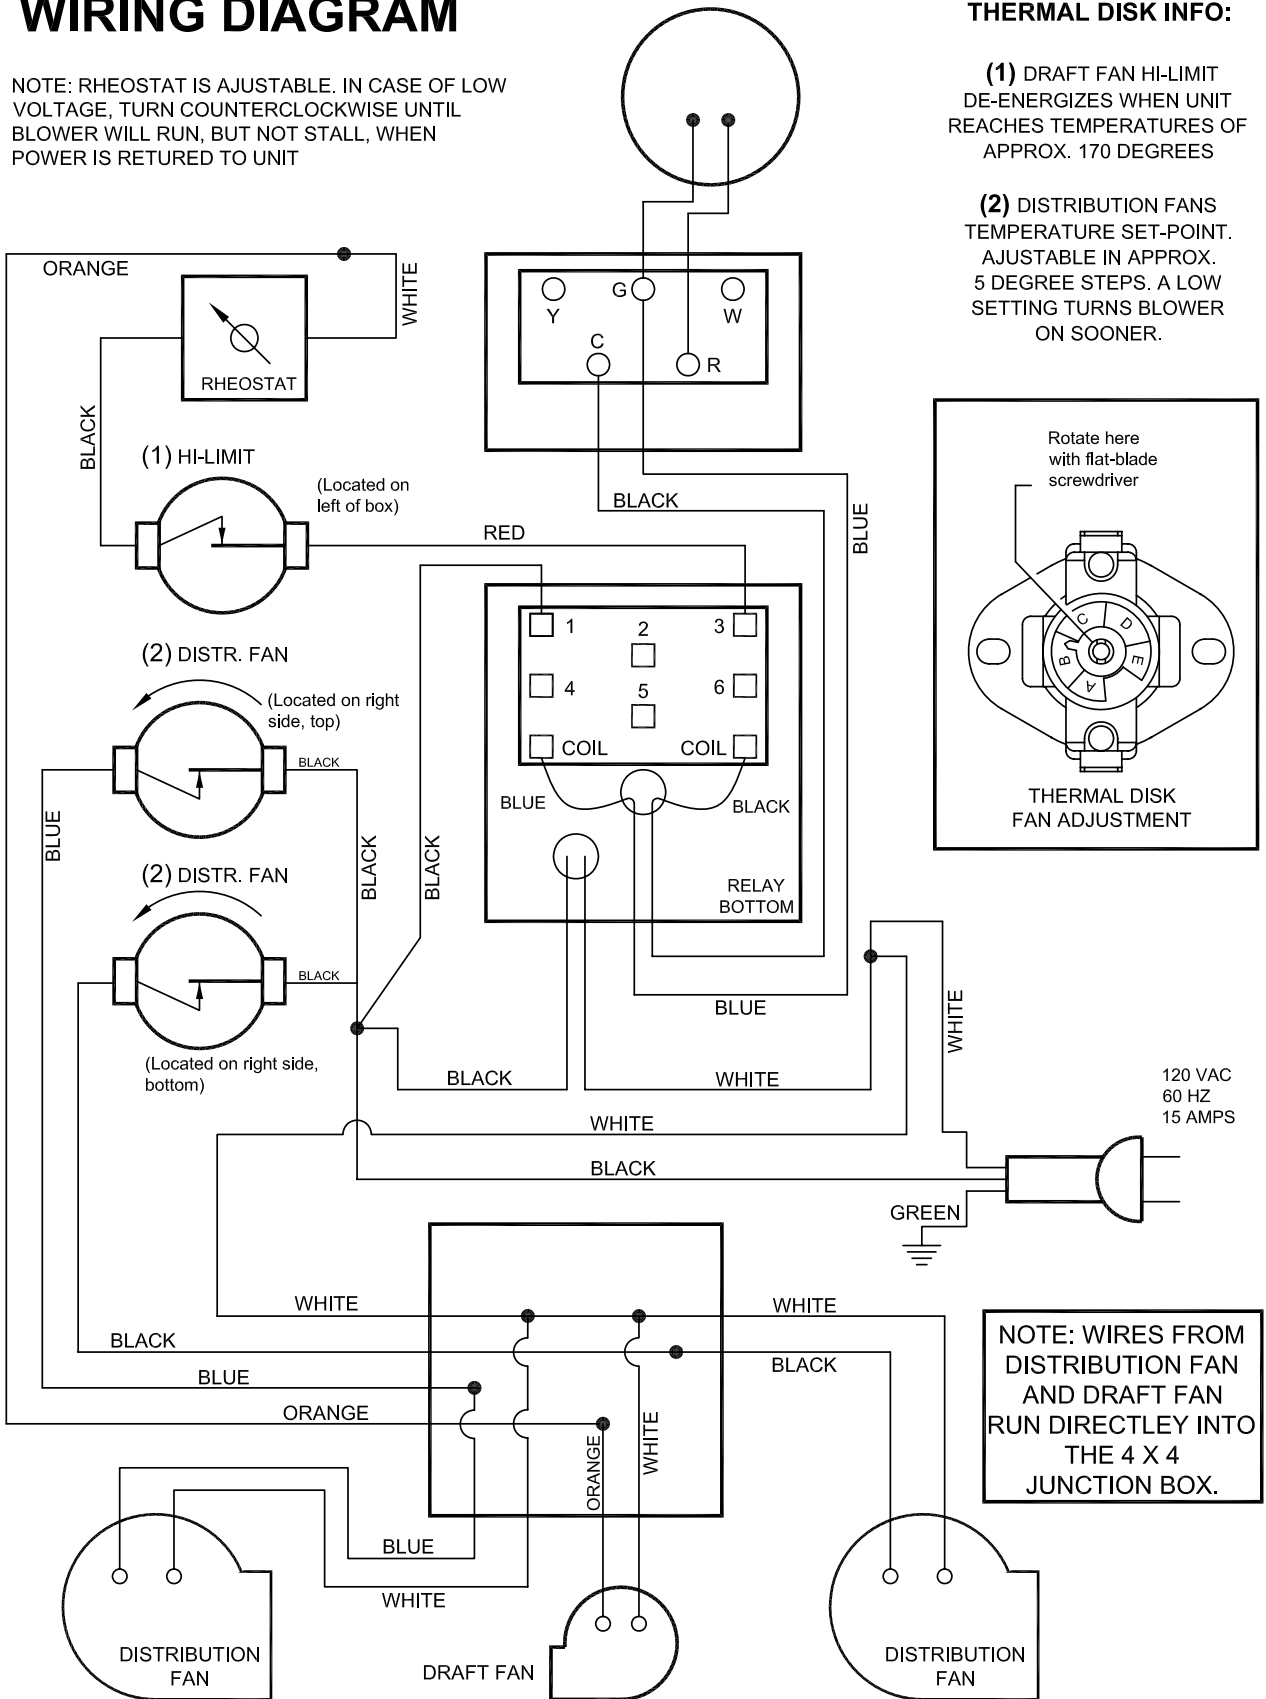 WIRING DIAGRAM
NOTE: RHEOSTAT IS AJUSTABLE. IN CASE OF LOW
VOLTAGE, TURN COUNTERCLOCKWISE UNTIL
BLOWER WILL RUN, BUT NOT STALL, WHEN
POWER IS RETURED TO UNIT
THERMAL DISK INFO:
(1) DRAFT FAN HI-LIMIT
DE-ENERGIZES WHEN UNIT
REACHES TEMPERATURES OF
APPROX. 170 DEGREES
(2) DISTRIBUTION FANS
TEMPERATURE SET-POINT.
AJUSTABLE IN APPROX.
5 DEGREE STEPS. A LOW
SETTING TURNS BLOWER
ON SOONER.
ORANGE
WHITE
RHEOSTAT
BLACK
Y
G
W
C
R
(1) HI-LIMIT
(Located on
left of box)
BLACK
BLUE
RED
Rotate here
with flat-blade
screwdriver
A
B
C
D
E
THERMAL DISK
FAN ADJUSTMENT
1
2
3
4
5
6
COIL
COIL
BLUE
BLACK
RELAY
BOTTOM
(2) DISTR. FAN
(Located on right
side, top)
BLACK
BLUE
BLACK
BLACK
(2) DISTR. FAN
BLACK
(Located on right side,
bottom)
BLUE
WHITE
BLACK
WHITE
WHITE
BLACK
GREEN
120 VAC
60 HZ
15 AMPS
WHITE
WHITE
BLACK
BLACK
BLUE
ORANGE
ORANGE
WHITE
NOTE: WIRES FROM
DISTRIBUTION FAN
AND DRAFT FAN
RUN DIRECTLEY INTO
THE 4 X 4
JUNCTION BOX.
BLUE
WHITE
DISTRIBUTION
FAN
DRAFT FAN
DISTRIBUTION
FAN